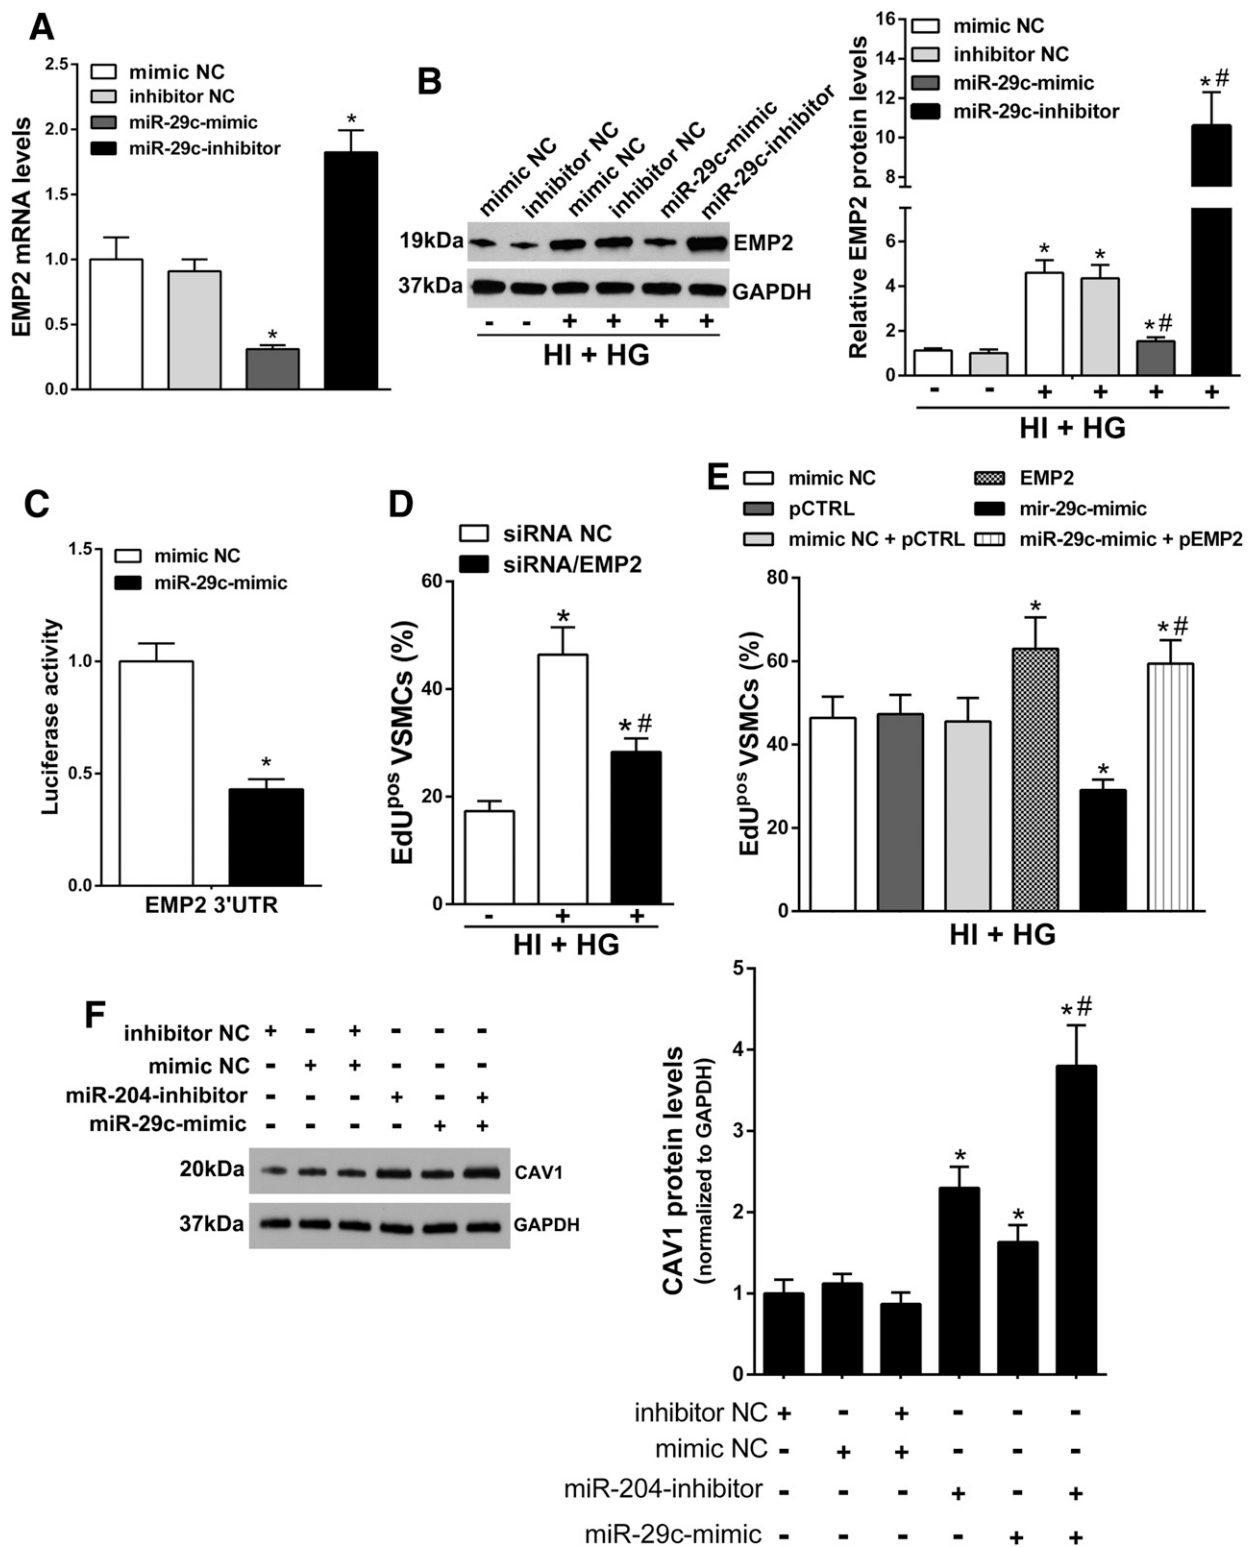 A
EMP2 mRNA levels
2.5
2.0
1.5
1.0
0.5
0.0
mimic NC
inhibitor NC
miR-29c-mimic
miR-29c-inhibitor
*
*
B
mimic NC
inhibitor NC
mimic NC
inhibitor NC
miR-29c-mimic
miR-29c-inhibitor
19kDa EMP2
37kDa GAPDH
- - + + + +
HI + HG
Relative EMP2 protein levels
16
14
12
10
8
6
4
2
0
mimic NC
inhibitor NC
miR-29c-mimic
miR-29c-inhibitor
* * *# *#
- - + + + +
HI + HG
C
Luciferase activity
1.5
1.0
0.5
0.0
mimic NC
miR-29c-mimic
*
EMP2 3'UTR
D
siRNA NC
siRNA/EMP2
EdUpos VSMCs (%)
60
40
20
0
* *#
- + +
HI + HG
E
mimic NC
pCTRL
mimic NC + pCTRL
EMP2
mir-29c-mimic
miR-29c-mimic + pEMP2
EdUpos VSMCs (%)
80
60
40
20
0
* * *#
HI + HG
F
inhibitor NC + - + - - -
mimic NC - + + - - -
miR-204-inhibitor - - - + - +
miR-29c-mimic - - - - + +
20kDa CAV1
37kDa GAPDH
CAV1 protein levels
(normalized to GAPDH)
5
4
3
2
1
0
* * *#
inhibitor NC + - + - - -
mimic NC - + + - - -
miR-204-inhibitor - - - + - +
miR-29c-mimic - - - - + +